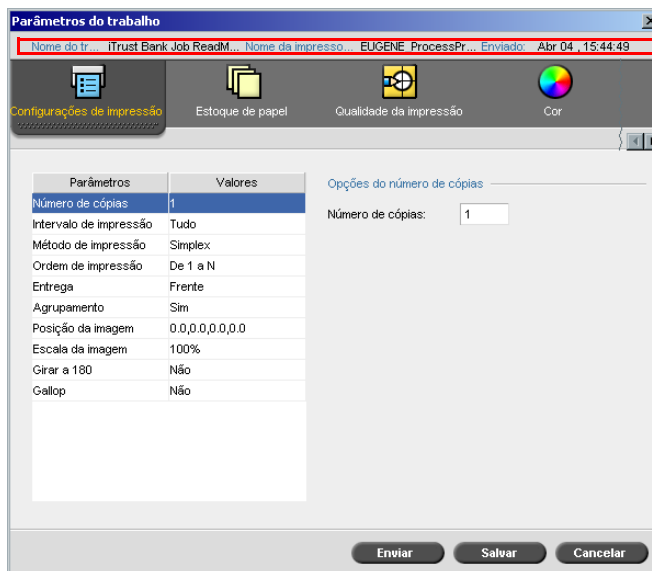 Parâmetros do trabalho
Nome do tr... iTrust Bank Job ReadM... Nome da impresso... EUGENE_ProcessPr... Enviado: Abr 04 , 15:44:49
Configurações de impressão Estoque de papel Qualidade da impressão Cor
Parâmetros Valores
Número de cópias 1
Intervalo de impressão Tudo
Método de impressão Simplex
Ordem de impressão De 1 a N
Entrega Frente
Agrupamento Sim
Posição da imagem 0.0,0.0,0.0,0.0
Escala da imagem 100%
Girar a 180 Não
Gallop Não
Opções do número de cópias
Número de cópias: 1
Enviar Salvar Cancelar